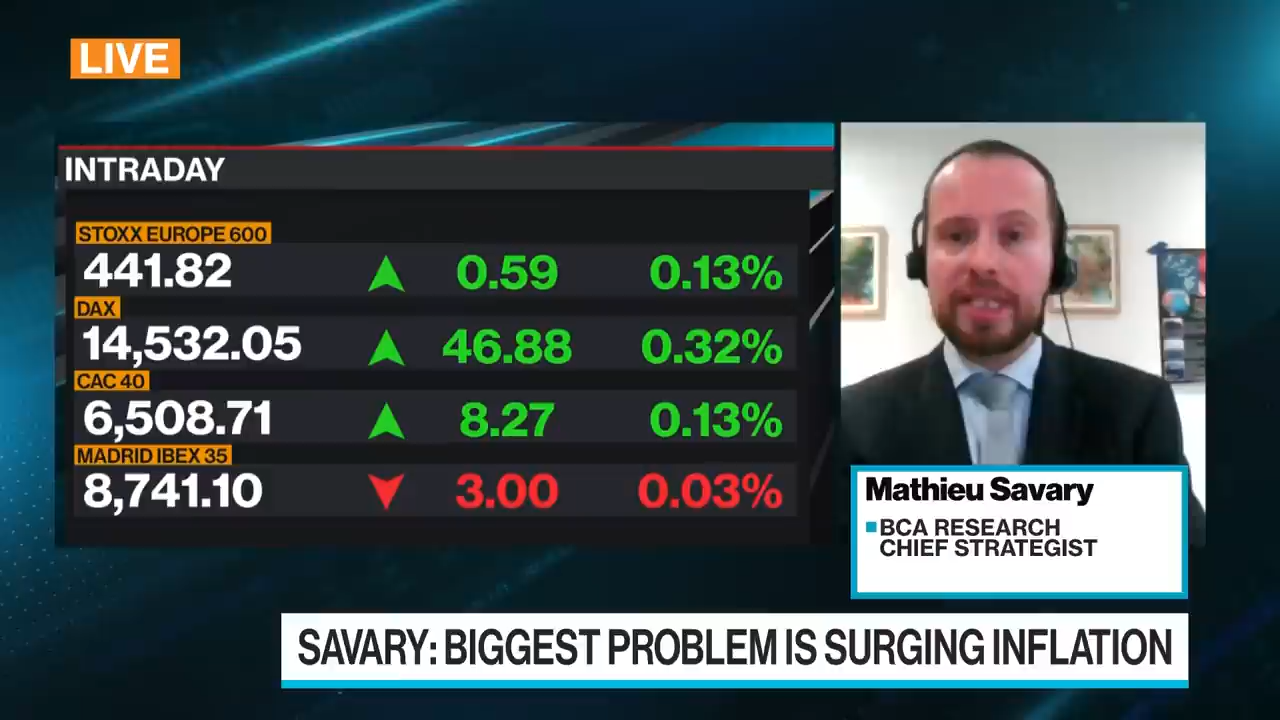 LIVE
INTRADAY
STOXX EUROPE 600
441.82 ▲ 0.59 0.13%
DAX
14,532.05 ▲ 46.88 0.32%
CAC 40
6,508.71 ▲ 8.27 0.13%
MADRID IBEX 35
8,741.10 ▼ 3.00 0.03%
Mathieu Savary
BCA RESEARCH
CHIEF STRATEGIST
SAVARY: BIGGEST PROBLEM IS SURGING INFLATION